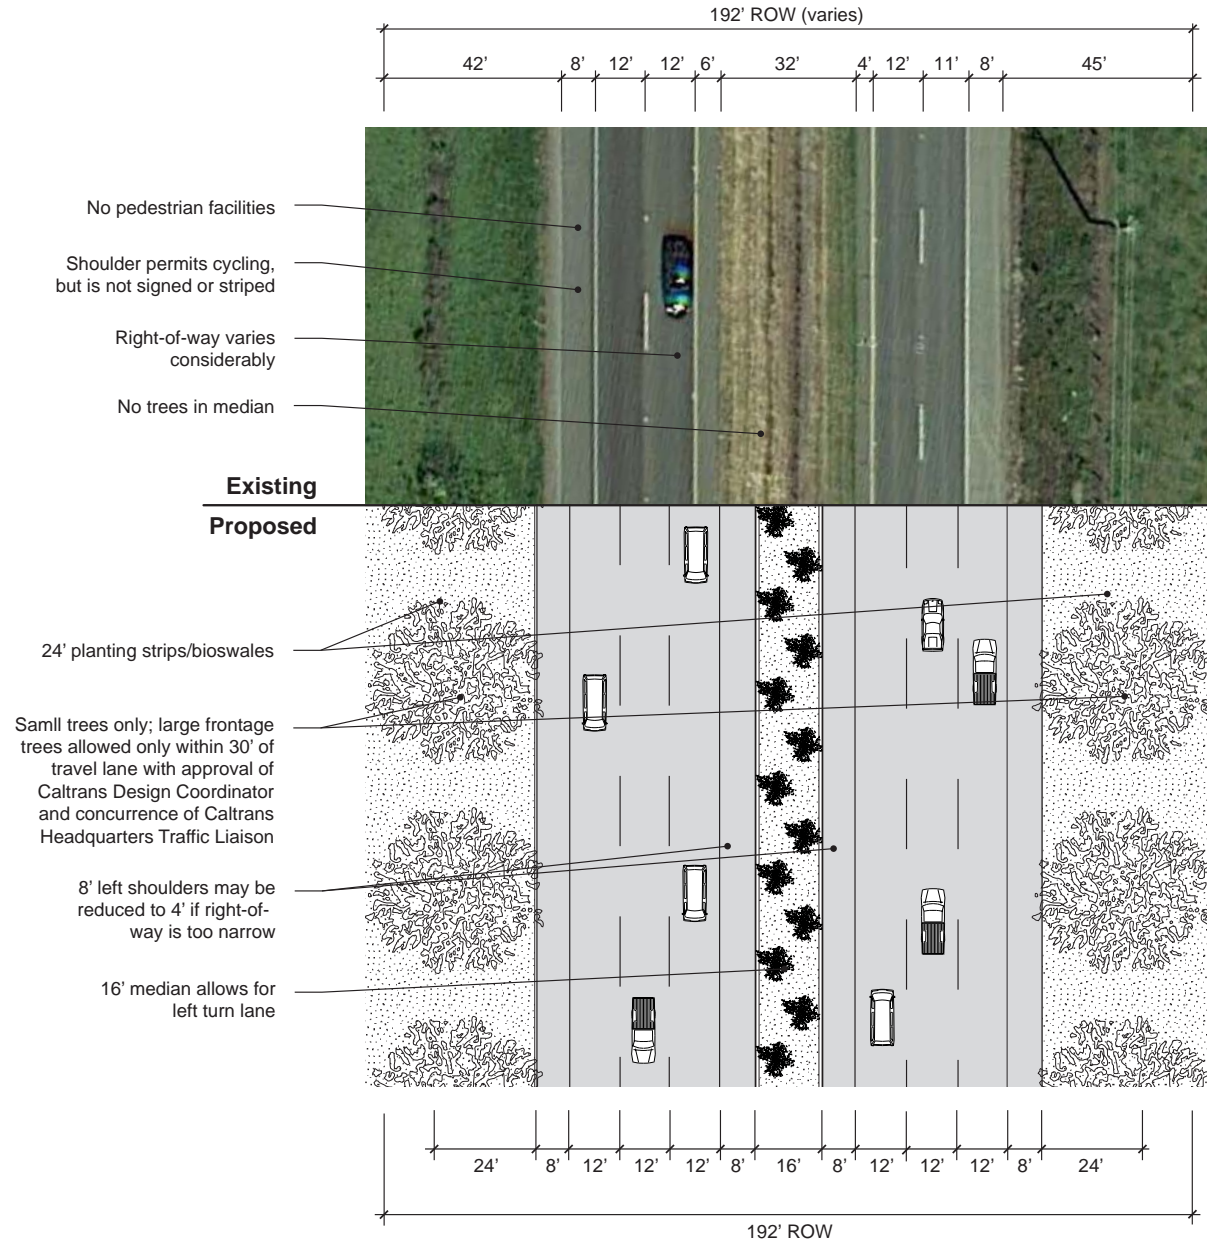 192’ ROW (varies)
42’ 8’ 12’ 12’ 6’ 32’ 4’ 12’ 11’ 8’ 45’
No pedestrian facilities
Shoulder permits cycling,
but is not signed or striped
Right-of-way varies
considerably
No trees in median
Existing
Proposed
24’ planting strips/bioswales
Samll trees only; large frontage
trees allowed only within 30’ of
travel lane with approval of
Caltrans Design Coordinator
and concurrence of Caltrans
Headquarters Traffic Liaison
8’ left shoulders may be
reduced to 4’ if right-of-
way is too narrow
16’ median allows for
left turn lane
24’ 8’ 12’ 12’ 12’ 8’ 16’ 8’ 12’ 12’ 12’ 8’ 24’
192’ ROW